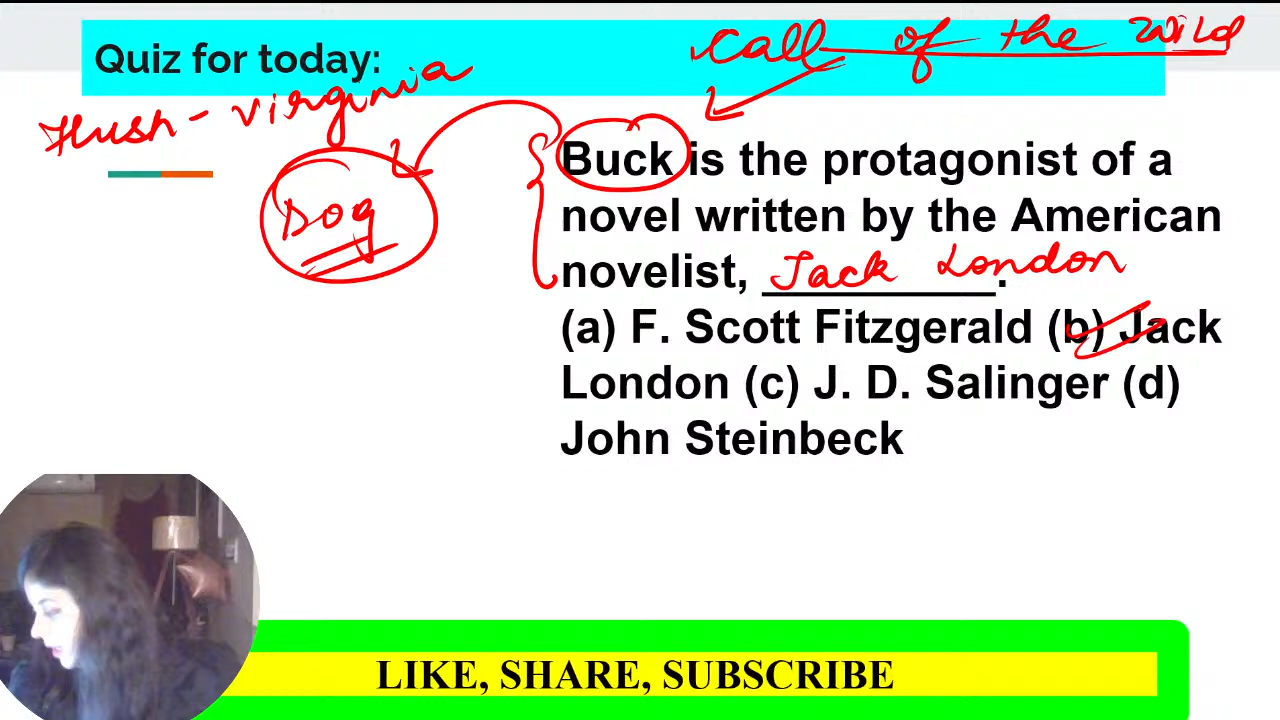 call of the wild
Quiz for today:
Flush - virginia
Buck is the protagonist of a
novel written by the American
Dog
novelist, __________.
Jack London
(a) F. Scott Fitzgerald (b) Jack
London (c) J. D. Salinger (d)
John Steinbeck
LIKE, SHARE, SUBSCRIBE